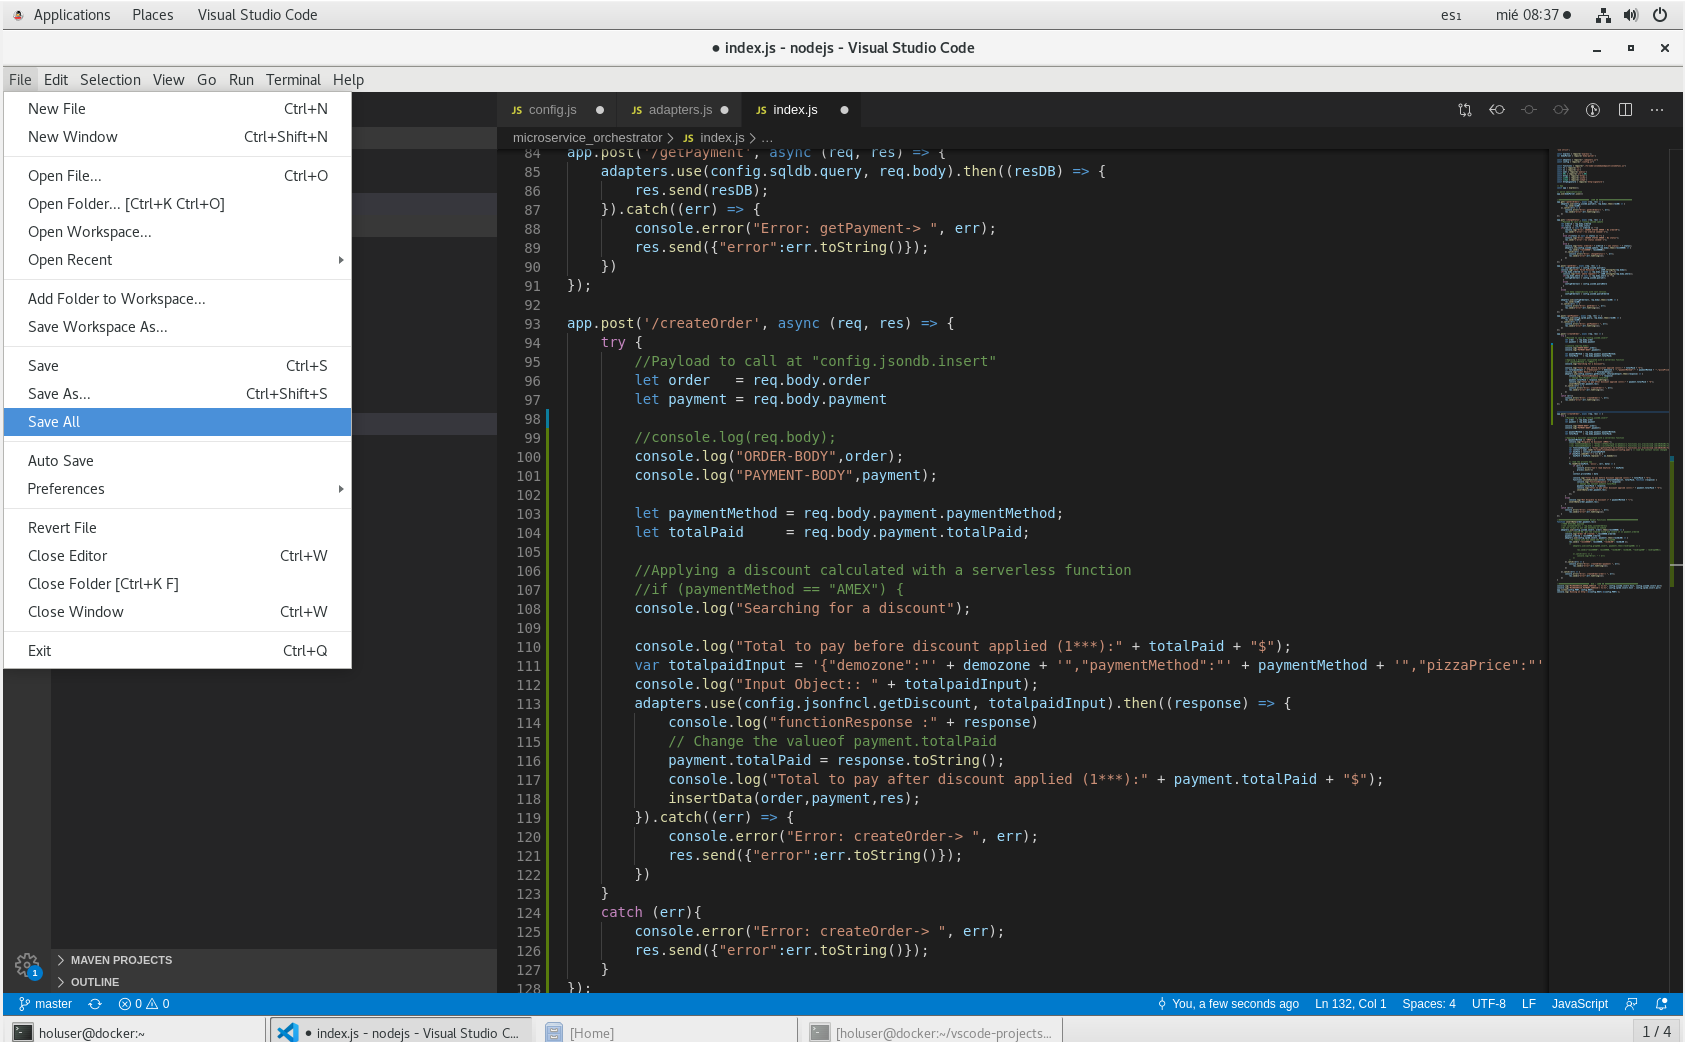 Applications Places Visual Studio Code es1 mié 08:37
● index.js - nodejs - Visual Studio Code
File Edit Selection View Go Run Terminal Help
New File Ctrl+N
New Window Ctrl+Shift+N
Open File... Ctrl+O
Open Folder... [Ctrl+K Ctrl+O]
Open Workspace...
Open Recent
Add Folder to Workspace...
Save Workspace As...
Save Ctrl+S
Save As... Ctrl+Shift+S
Save All
Auto Save
Preferences
Revert File
Close Editor Ctrl+W
Close Folder [Ctrl+K F]
Close Window Ctrl+W
Exit Ctrl+Q
MAVEN PROJECTS
OUTLINE
JS config.js ● JS adapters.js ● JS index.js ●
microservice_orchestrator > JS index.js > ...
84 app.post('/getPayment', async (req, res) => {
85 adapters.use(config.sqldb.query, req.body).then((resDB) => {
86 res.send(resDB);
87 }).catch((err) => {
88 console.error("Error: getPayment-> ", err);
89 res.send({"error":err.toString()});
90 })
91 });
92
93 app.post('/createOrder', async (req, res) => {
94 try {
95 //Payload to call at "config.jsondb.insert"
96 let order   = req.body.order
97 let payment = req.body.payment
98
99 //console.log(req.body);
100 console.log("ORDER-BODY",order);
101 console.log("PAYMENT-BODY",payment);
102
103 let paymentMethod = req.body.payment.paymentMethod;
104 let totalPaid     = req.body.payment.totalPaid;
105
106 //Applying a discount calculated with a serverless function
107 //if (paymentMethod == "AMEX") {
108 console.log("Searching for a discount");
109
110 console.log("Total to pay before discount applied (1***):" + totalPaid + "$");
111 var totalpaidInput = '{"demozone":"' + demozone + '","paymentMethod":"' + paymentMethod + '","pizzaPrice":"'
112 console.log("Input Object:: " + totalpaidInput);
113 adapters.use(config.jsonfncl.getDiscount, totalpaidInput).then((response) => {
114 console.log("functionResponse :" + response)
115 // Change the valueof payment.totalPaid
116 payment.totalPaid = response.toString();
117 console.log("Total to pay after discount applied (1***):" + payment.totalPaid + "$");
118 insertData(order,payment,res);
119 }).catch((err) => {
120 console.error("Error: createOrder-> ", err);
121 res.send({"error":err.toString()});
122 })
123 }
124 catch (err){
125 console.error("Error: createOrder-> ", err);
126 res.send({"error":err.toString()});
127 }
128 });
1
master 0 0 You, a few seconds ago Ln 132, Col 1 Spaces: 4 UTF-8 LF JavaScript
holuser@docker:~ ● index.js - nodejs - Visual Studio C... [Home] [holuser@docker:~/vscode-projects... 1 / 4